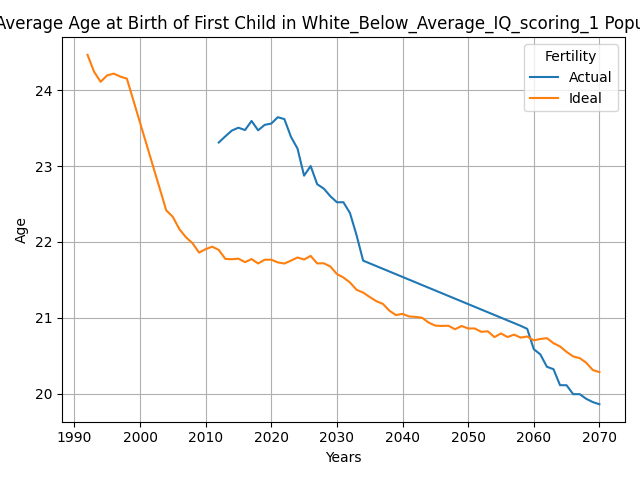 Average Age at Birth of First Child in White_Below_Average_IQ_scoring_1 Popu
Fertility
Actual
Ideal
24
23
22
21
20
Age
1990 2000 2010 2020 2030 2040 2050 2060 2070
Years